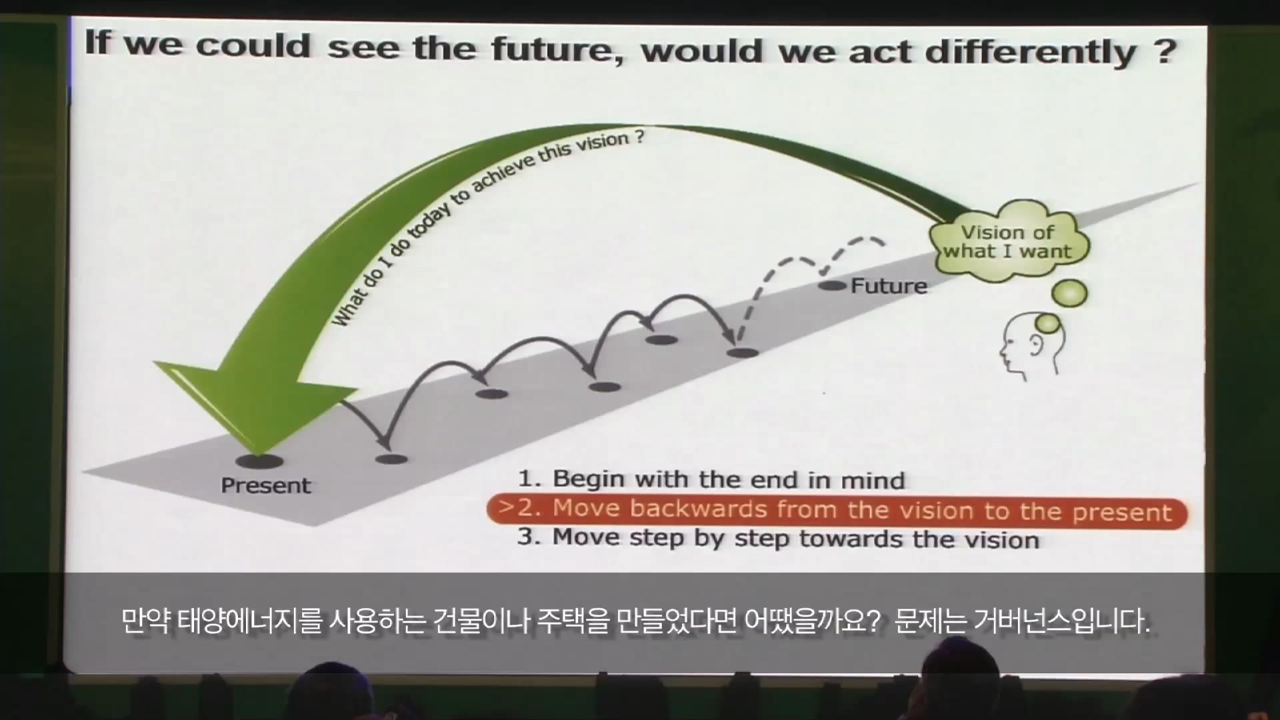 If we could see the future, would we act differently ?
What do I do today to achieve this vision ?
Vision of
what I want
Future
Present
1. Begin with the end in mind
>2. Move backwards from the vision to the present
3. Move step by step towards the vision
만약 태양에너지를 사용하는 건물이나 주택을 만들었다면 어땠을까요? 문제는 거버넌스입니다.